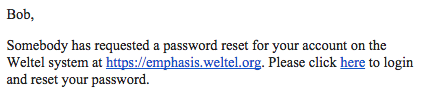 Bob,
Somebody has requested a password reset for your account on the
Weltel system at https://emphasis.weltel.org. Please click here to login
and reset your password.